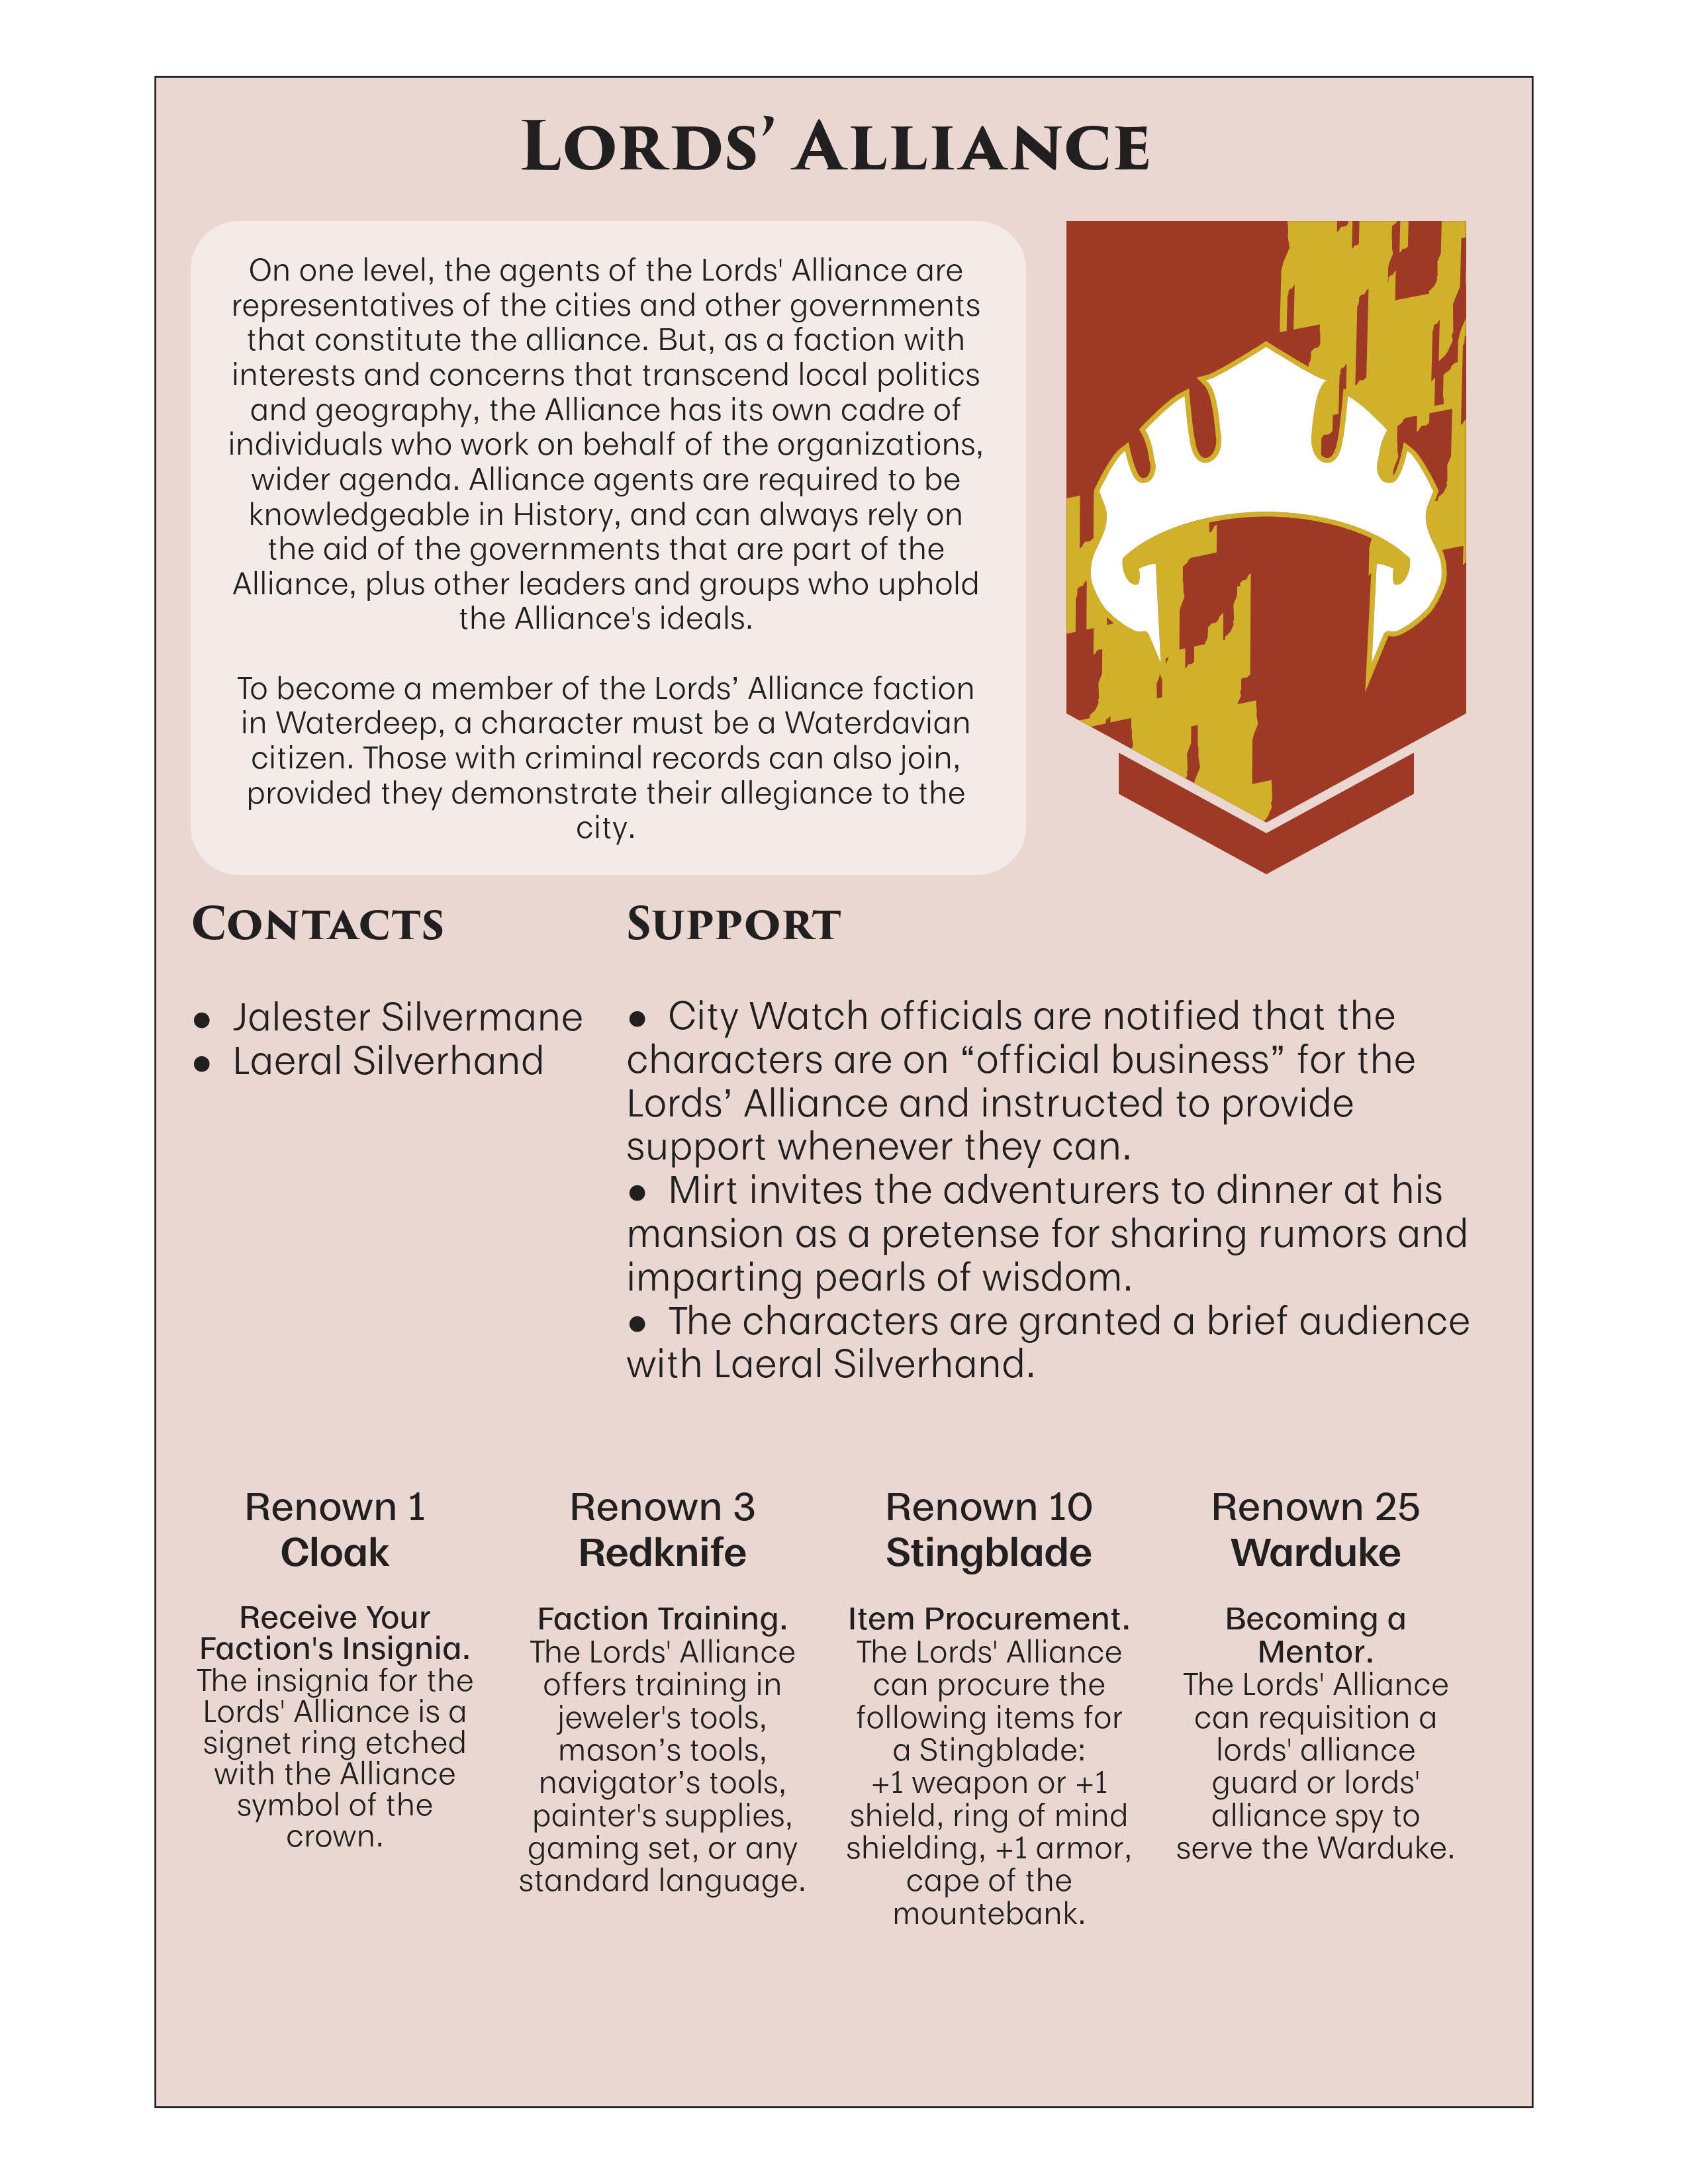 Lords’ Alliance
On one level, the agents of the Lords' Alliance are
representatives of the cities and other governments
that constitute the alliance. But, as a faction with
interests and concerns that transcend local politics
and geography, the Alliance has its own cadre of
individuals who work on behalf of the organizations,
wider agenda. Alliance agents are required to be
knowledgeable in History, and can always rely on
the aid of the governments that are part of the
Alliance, plus other leaders and groups who uphold
the Alliance's ideals.
To become a member of the Lords’ Alliance faction
in Waterdeep, a character must be a Waterdavian
citizen. Those with criminal records can also join,
provided they demonstrate their allegiance to the
city.
Contacts
● Jalester Silvermane
● Laeral Silverhand
Support
● City Watch officials are notified that the
characters are on “official business” for the
Lords’ Alliance and instructed to provide
support whenever they can.
● Mirt invites the adventurers to dinner at his
mansion as a pretense for sharing rumors and
imparting pearls of wisdom.
● The characters are granted a brief audience
with Laeral Silverhand.
Renown 1
Cloak
Receive Your
Faction's Insignia.
The insignia for the
Lords' Alliance is a
signet ring etched
with the Alliance
symbol of the
crown.
Renown 3
Redknife
Faction Training.
The Lords' Alliance
offers training in
jeweler's tools,
mason’s tools,
navigator’s tools,
painter's supplies,
gaming set, or any
standard language.
Renown 10
Stingblade
Item Procurement.
The Lords' Alliance
can procure the
following items for
a Stingblade:
+1 weapon or +1
shield, ring of mind
shielding, +1 armor,
cape of the
mountebank.
Renown 25
Warduke
Becoming a
Mentor.
The Lords' Alliance
can requisition a
lords' alliance
guard or lords'
alliance spy to
serve the Warduke.